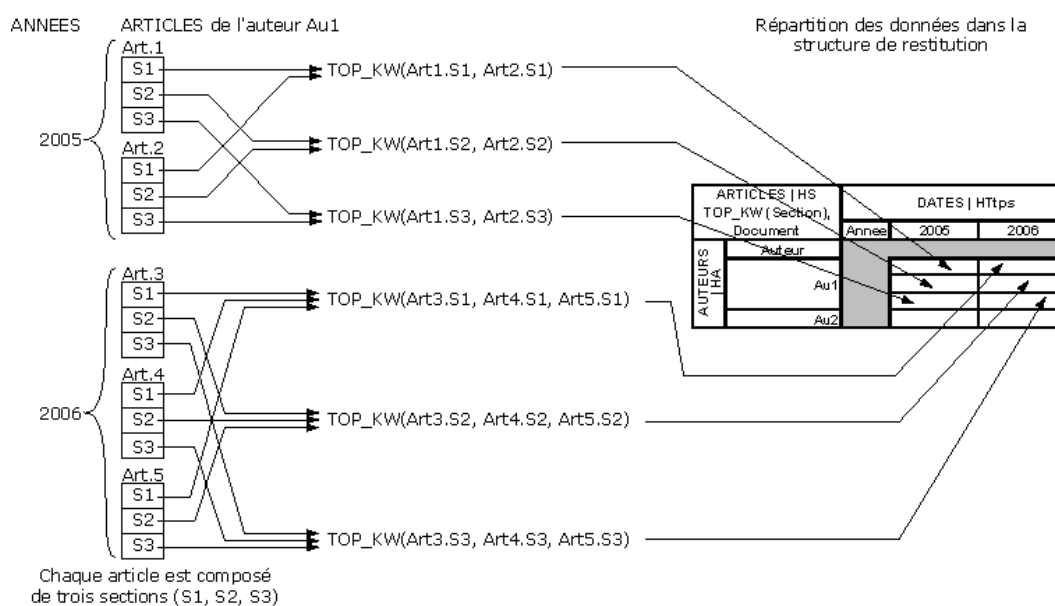 ANNEES
ARTICLES de l'auteur Au1
Répartition des données dans la
structure de restitution
2005
Art.1
S1
S2
S3
Art.2
S1
S2
S3
TOP_KW(Art1.S1, Art2.S1)
TOP_KW(Art1.S2, Art2.S2)
TOP_KW(Art1.S3, Art2.S3)
ARTICLES | HS
TOP_KW (Section),
Document
DATES | HTtps
Annee
2005
2006
AUTEURS
| HA
Auteur
Au1
Au2
2006
Art.3
S1
S2
S3
Art.4
S1
S2
S3
Art.5
S1
S2
S3
TOP_KW(Art3.S1, Art4.S1, Art5.S1)
TOP_KW(Art3.S2, Art4.S2, Art5.S2)
TOP_KW(Art3.S3, Art4.S3, Art5.S3)
Chaque article est composé
de trois sections (S1, S2, S3)